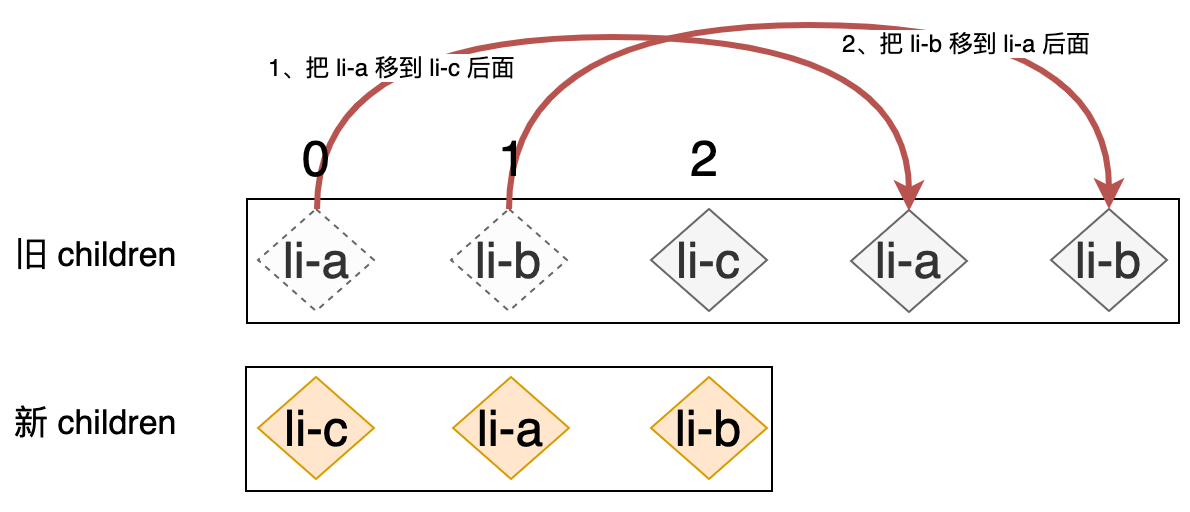 2、把 li-b 移到 li-a 后面
1、把 li-a 移到 li-c 后面
0 1 2
旧 children li-a li-b li-c li-a li-b
新 children li-c li-a li-b